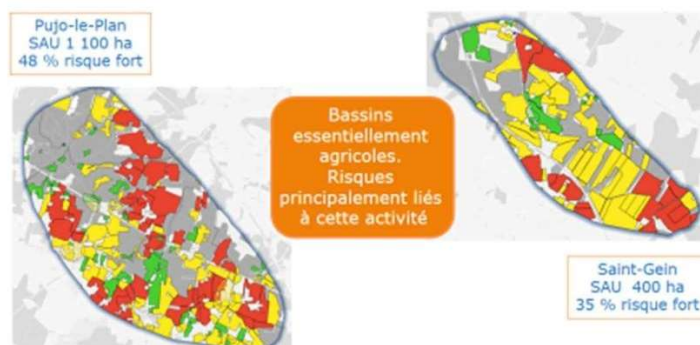 Pujo-le-Plan
SAU 1 100 ha
48 % risque fort
Bassins
essentiellement
agricoles.
Risques
principalement liés
à cette activité
Saint-Gein
SAU 400 ha
35 % risque fort